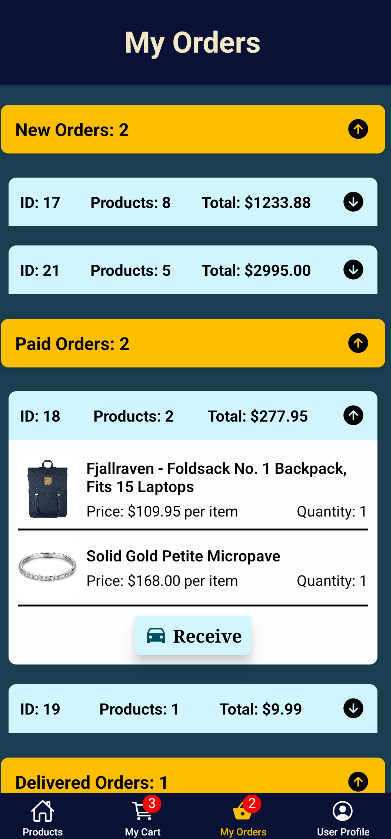 My Orders
New Orders: 2
ID: 17 Products: 8 Total: $1233.88
ID: 21 Products: 5 Total: $2995.00
Paid Orders: 2
ID: 18 Products: 2 Total: $277.95
Fjallraven - Foldsack No. 1 Backpack,
Fits 15 Laptops
Price: $109.95 per item Quantity: 1
Solid Gold Petite Micropave
Price: $168.00 per item Quantity: 1
Receive
ID: 19 Products: 1 Total: $9.99
Delivered Orders: 1
3 2
Products My Cart My Orders User Profile